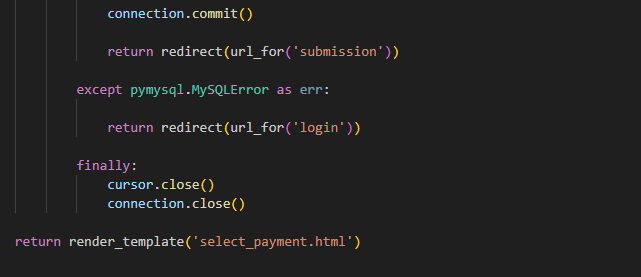 connection.commit()
return redirect(url_for('submission'))
except pymysql.MySQLError as err:
return redirect(url_for('login'))
finally:
cursor.close()
connection.close()
return render_template('select_payment.html')